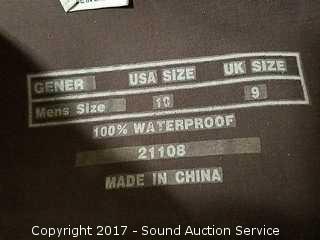 GENER USA SIZE UK SIZE
Mens Size 10 9
100% WATERPROOF
21108
MADE IN CHINA
Copyright 2017 - Sound Auction Service